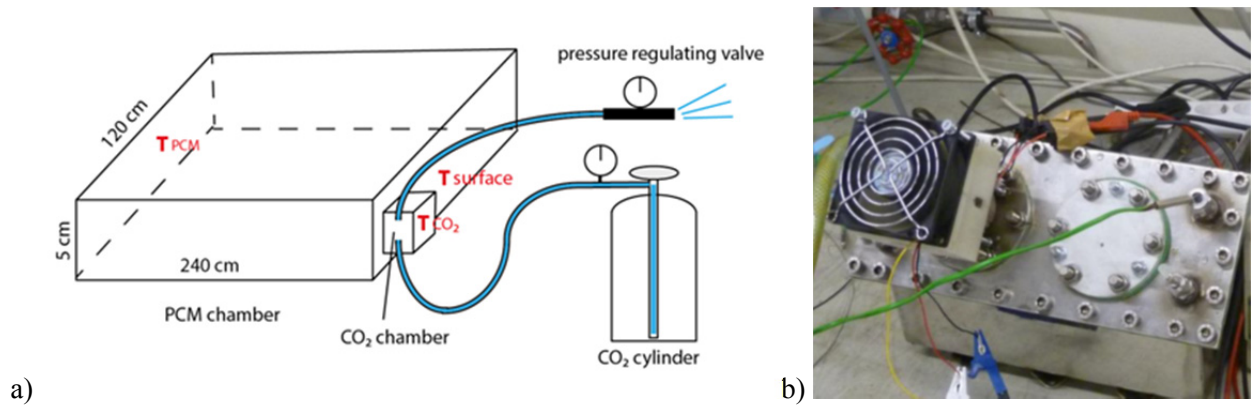 pressure regulating valve
120 cm
T PCM
T surface
T CO₂
5 cm
240 cm
PCM chamber
CO₂ chamber
CO₂ cylinder
a)
b)